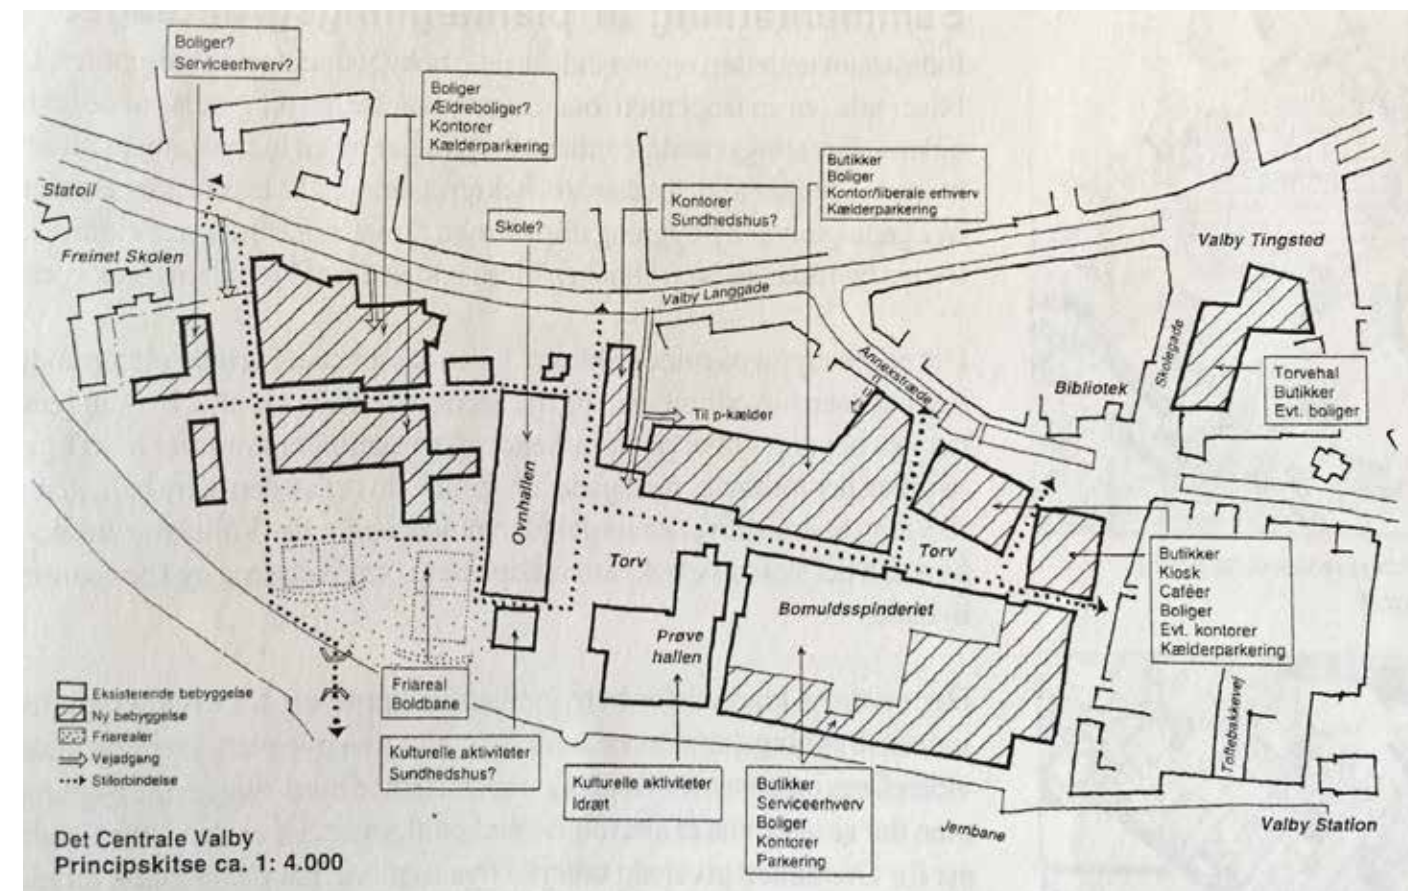 Boliger?
Serviceerhverv?
Boliger
Ældreboliger?
Kontorer
Kælderparkering
Statoil
Freinet Skolen
Skole?
Kontorer
Sundhedshus?
Butikker
Boliger
Kontor/liberale erhverv
Kælderparkering
Valby Tingsted
Valby Langgade
Annexstræde
Skolegade
Bibliotek
Torvehal
Butikker
Evt. boliger
Til p-kælder
Ovnhallen
Torv
Torv
Butikker
Kiosk
Caféer
Boliger
Evt. kontorer
Kælderparkering
Bomuldsspinderiet
Prøve
hallen
Friareal
Boldbane
Eksisterende bebyggelse
Ny bebyggelse
Friarealer
Vejadgang
Stiforbindelse
Kulturelle aktiviteter
Sundhedshus?
Kulturelle aktiviteter
Idræt
Butikker
Serviceerhverv
Boliger
Kontorer
Parkering
Toftebakkevej
Jernbane
Valby Station
Det Centrale Valby
Principskitse ca. 1: 4.000